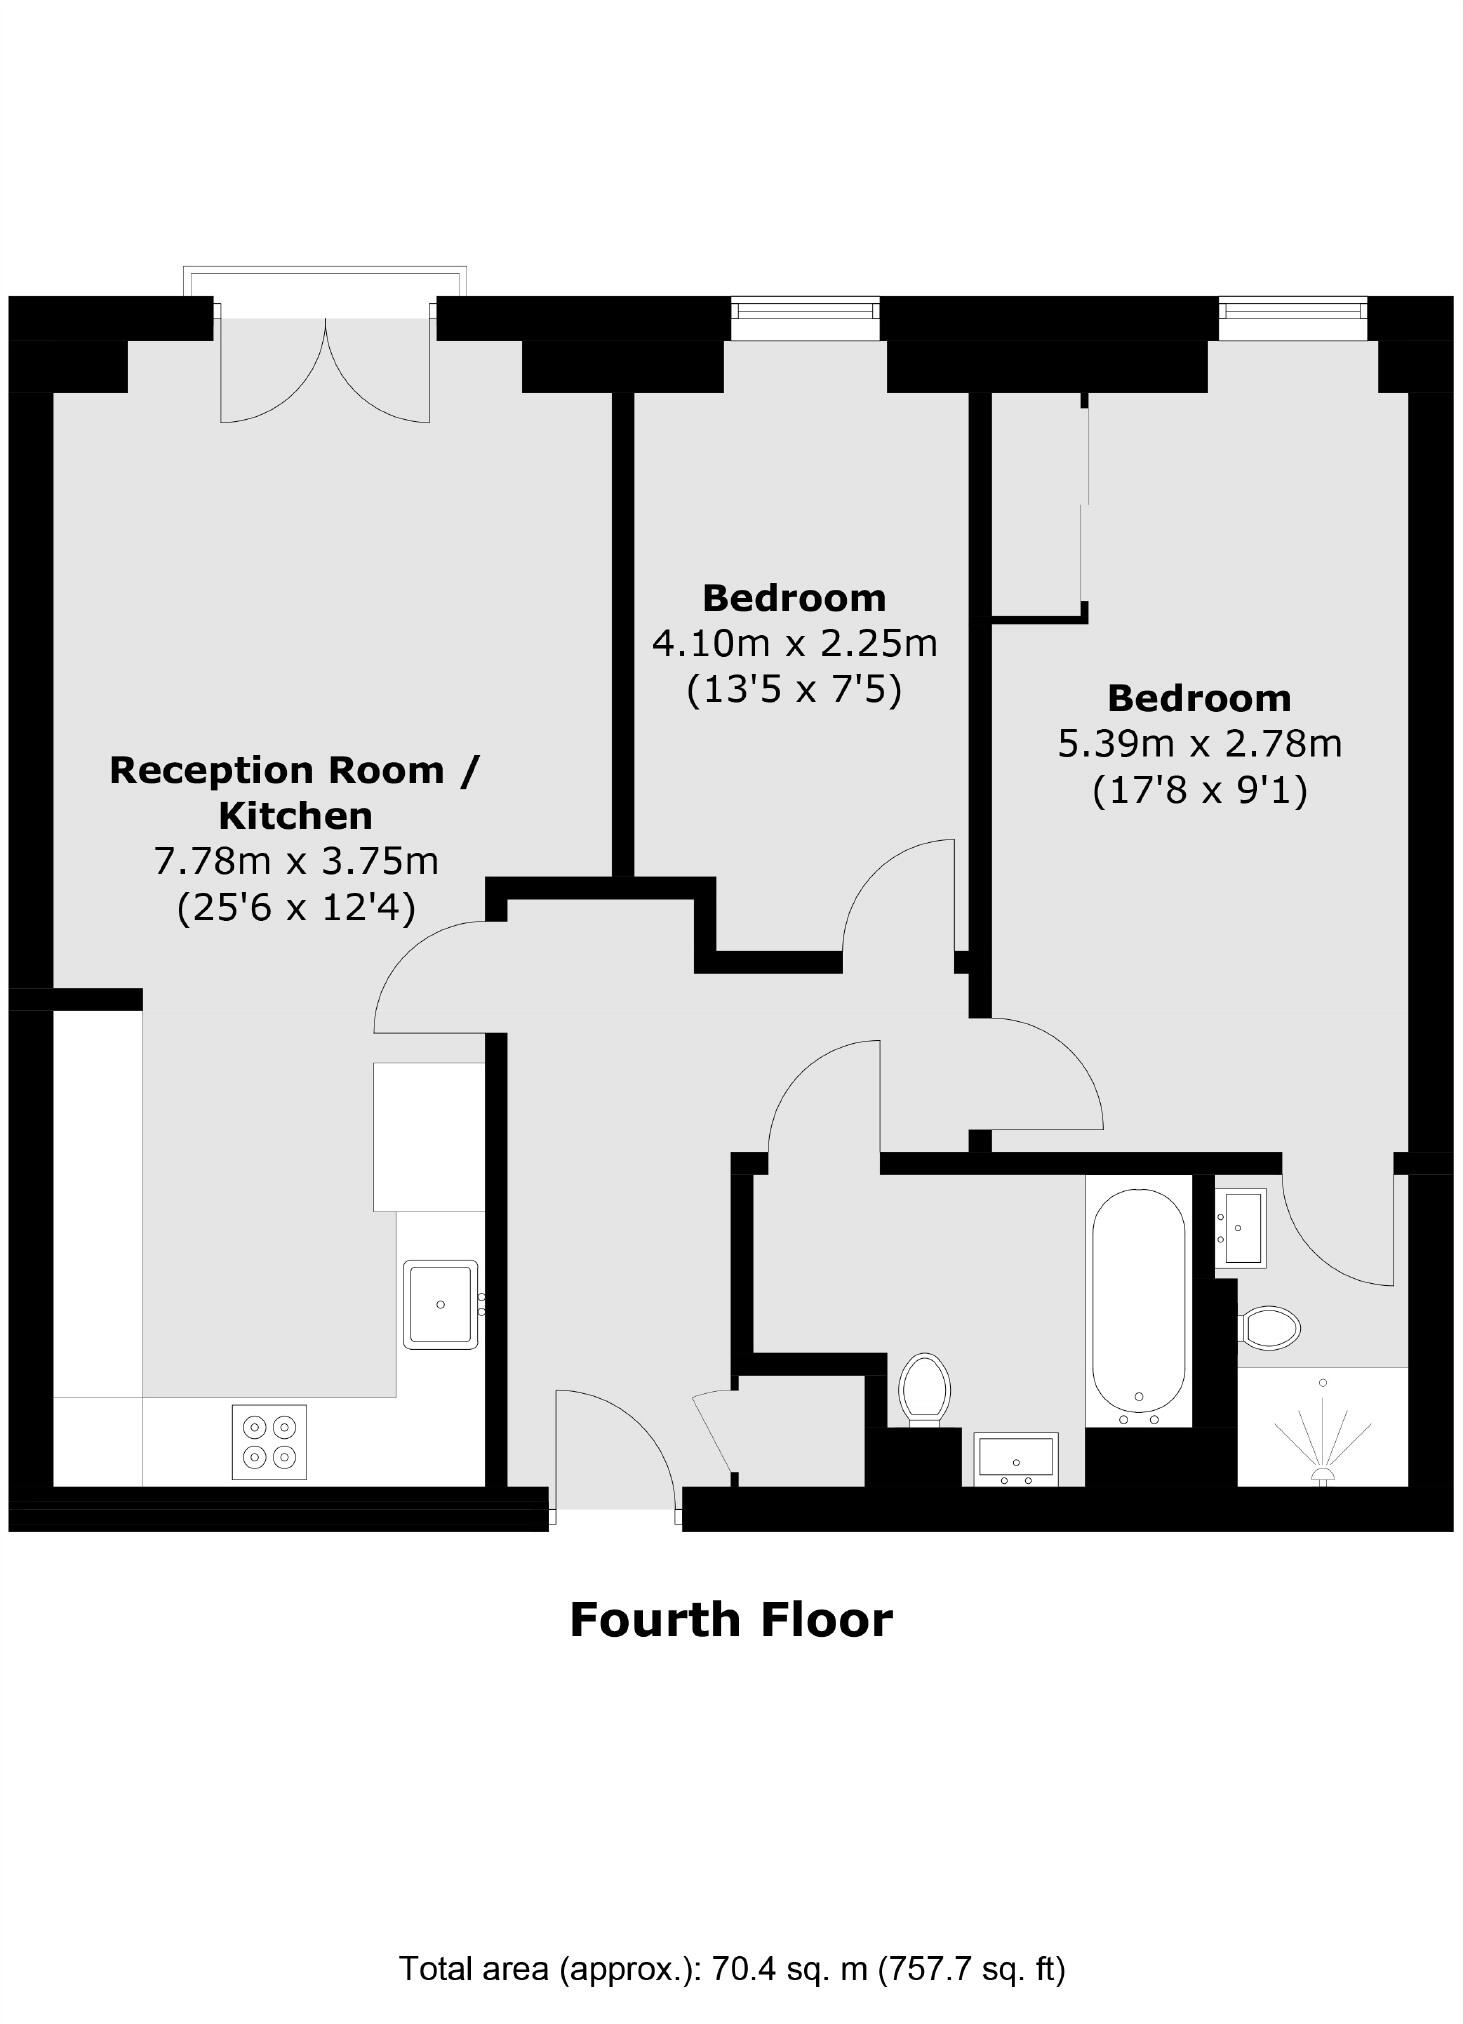 Bedroom
4.10m x 2.25m
(13'5 x 7'5)
Bedroom
5.39m x 2.78m
(17'8 x 9'1)
Reception Room /
Kitchen
7.78m x 3.75m
(25'6 x 12'4)
Fourth Floor
Total area (approx.): 70.4 sq. m (757.7 sq. ft)